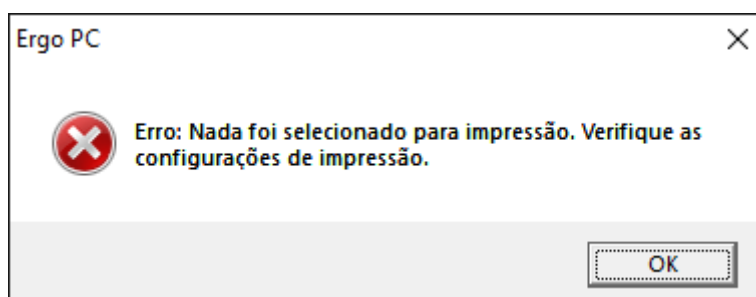 Ergo PC
Erro: Nada foi selecionado para impressão. Verifique as
configurações de impressão.
OK